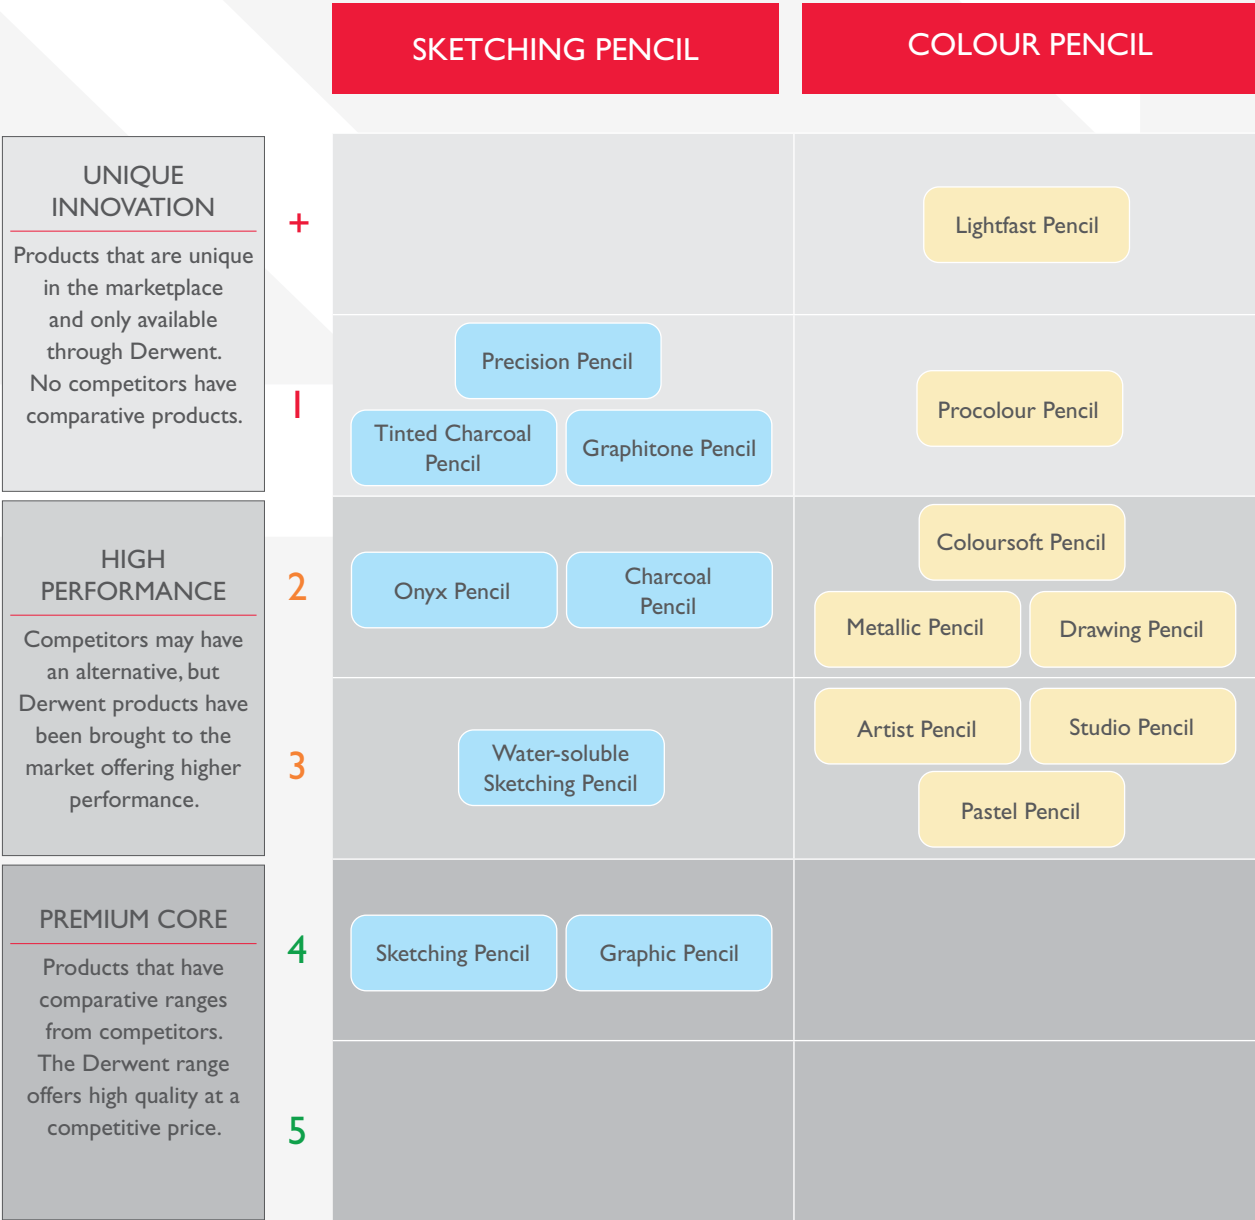 SKETCHING PENCIL
COLOUR PENCIL
UNIQUE
INNOVATION
Products that are unique
in the marketplace
and only available
through Derwent.
No competitors have
comparative products.
+
Lightfast Pencil
1
Precision Pencil
Tinted Charcoal
Pencil
Graphitone Pencil
Procolour Pencil
HIGH
PERFORMANCE
Competitors may have
an alternative, but
Derwent products have
been brought to the
market offering higher
performance.
2
Onyx Pencil
Charcoal
Pencil
Coloursoft Pencil
Metallic Pencil
Drawing Pencil
3
Water-soluble
Sketching Pencil
Artist Pencil
Studio Pencil
Pastel Pencil
PREMIUM CORE
Products that have
comparative ranges
from competitors.
The Derwent range
offers high quality at a
competitive price.
4
Sketching Pencil
Graphic Pencil
5